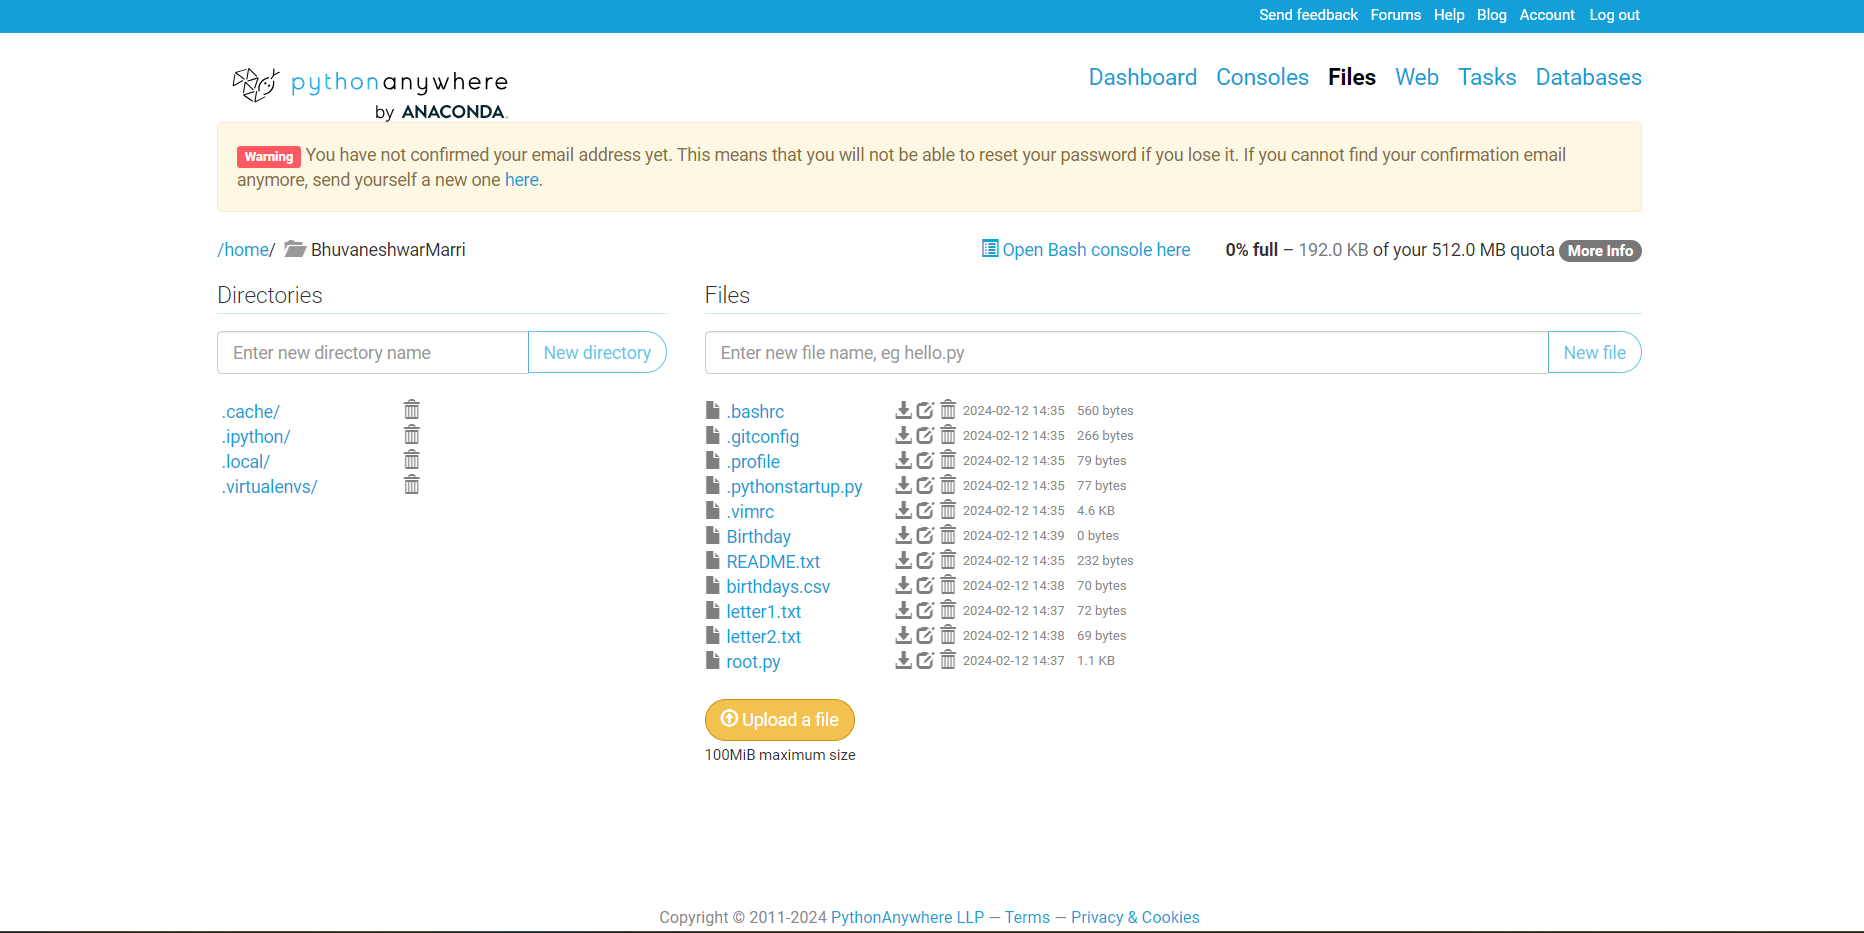 Send feedback Forums Help Blog Account Log out
pythonanywhere
by ANACONDA.
Dashboard Consoles Files Web Tasks Databases
Warning You have not confirmed your email address yet. This means that you will not be able to reset your password if you lose it. If you cannot find your confirmation email
anymore, send yourself a new one here.
/home/ BhuvaneshwarMarri
Open Bash console here 0% full – 192.0 KB of your 512.0 MB quota More Info
Directories
Enter new directory name New directory
.cache/
.ipython/
.local/
.virtualenvs/
Files
Enter new file name, eg hello.py New file
.bashrc 2024-02-12 14:35 560 bytes
.gitconfig 2024-02-12 14:35 266 bytes
.profile 2024-02-12 14:35 79 bytes
.pythonstartup.py 2024-02-12 14:35 77 bytes
.vimrc 2024-02-12 14:35 4.6 KB
Birthday 2024-02-12 14:39 0 bytes
README.txt 2024-02-12 14:35 232 bytes
birthdays.csv 2024-02-12 14:38 70 bytes
letter1.txt 2024-02-12 14:37 72 bytes
letter2.txt 2024-02-12 14:38 69 bytes
root.py 2024-02-12 14:37 1.1 KB
Upload a file
100MiB maximum size
Copyright © 2011-2024 PythonAnywhere LLP — Terms — Privacy & Cookies